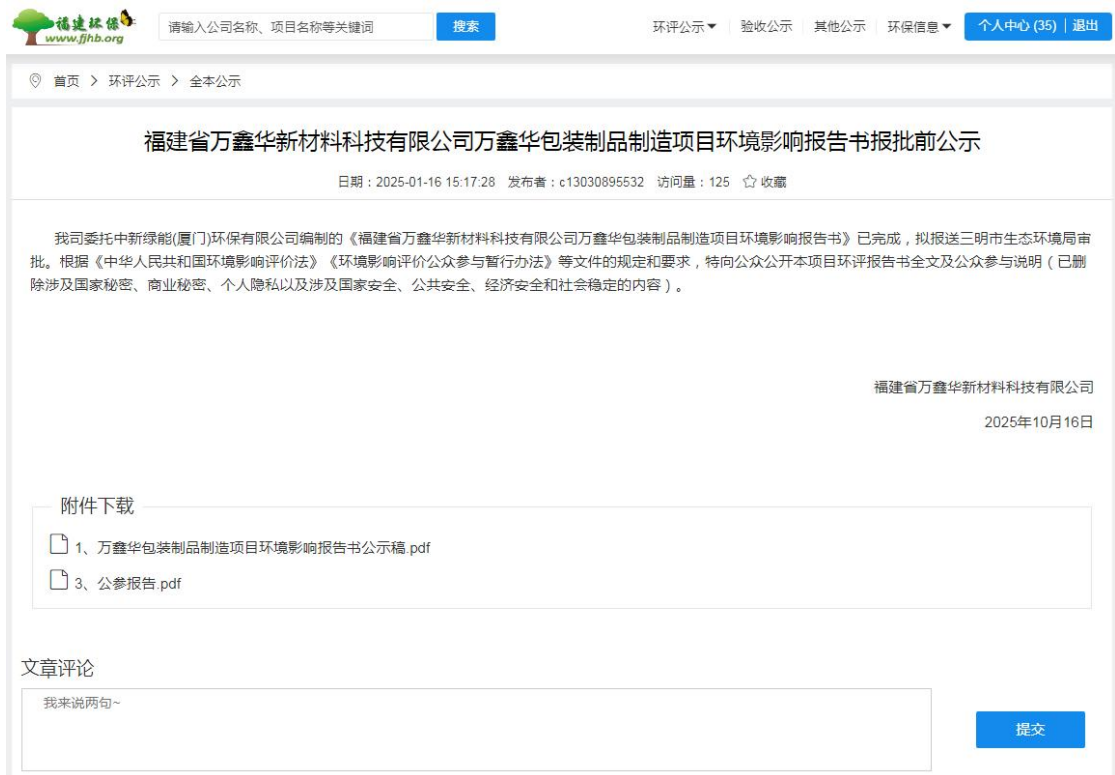 福建环保
www.fjhb.org
请输入公司名称、项目名称等关键词
搜索
环评公示 验收公示 其他公示 环保信息 个人中心 (35) 退出
首页 > 环评公示 > 全本公示
福建省万鑫华新材料科技有限公司万鑫华包装制品制造项目环境影响报告书报批前公示
日期：2025-01-16 15:17:28 发布者：c13030895532 访问量：125 收藏
我司委托中新绿能(厦门)环保有限公司编制的《福建省万鑫华新材料科技有限公司万鑫华包装制品制造项目环境影响报告书》已完成，拟报送三明市生态环境局审
批。根据《中华人民共和国环境影响评价法》《环境影响评价公众参与暂行办法》等文件的规定和要求，特向公众公开本项目环评报告书全文及公众参与说明（已删
除涉及国家秘密、商业秘密、个人隐私以及涉及国家安全、公共安全、经济安全和社会稳定的内容）。
福建省万鑫华新材料科技有限公司
2025年10月16日
附件下载
1、万鑫华包装制品制造项目环境影响报告书公示稿.pdf
3、公参报告.pdf
文章评论
我来说两句~
提交